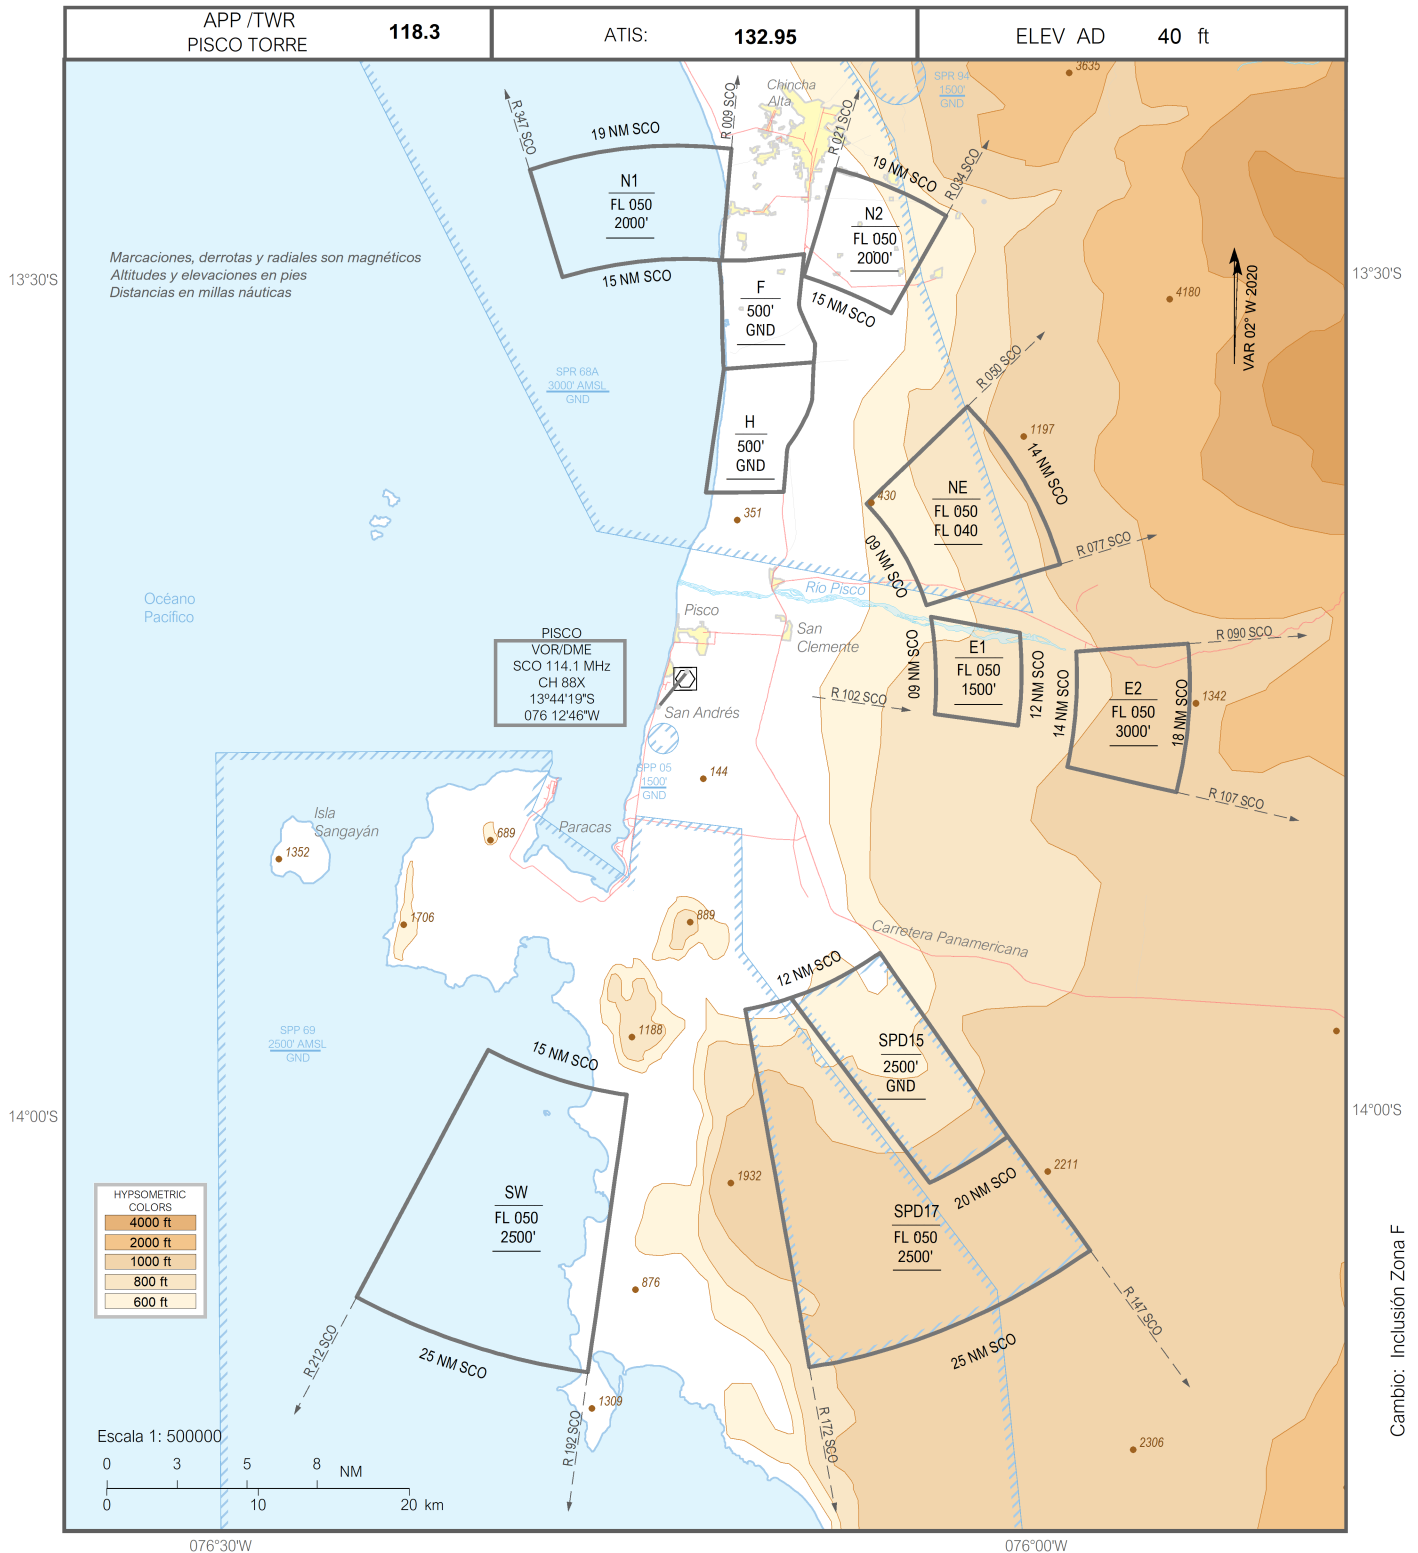 APP /TWR
PISCO TORRE
118.3
ATIS:
132.95
ELEV AD 40 ft
3635
SPR 94
1500'
GND
Chincha
Alta
R 347 SCO
R 009 SCO
R 021 SCO
R 034 SCO
19 NM SCO
19 NM SCO
N1
FL 050
2000'
N2
FL 050
2000'
15 NM SCO
15 NM SCO
Marcaciones, derrotas y radiales son magnéticos
Altitudes y elevaciones en pies
Distancias en millas náuticas
13°30'S
13°30'S
F
500'
GND
4180
VAR 02° W 2020
SPR 68A
3000' AMSL
GND
R 050 SCO
H
500'
GND
1197
14 NM SCO
430
NE
FL 050
FL 040
351
09 NM SCO
R 077 SCO
Río Pisco
Océano
Pacífico
Pisco
San
Clemente
PISCO
VOR/DME
SCO 114.1 MHz
CH 88X
13º44'19"S
076 12'46"W
San Andrés
R 102 SCO
09 NM SCO
E1
FL 050
1500'
12 NM SCO
14 NM SCO
E2
FL 050
3000'
18 NM SCO
R 090 SCO
1342
R 107 SCO
SPP 05
1500'
GND
144
Isla
Sangayán
1352
689
Paracas
1706
889
Carretera Panamericana
12 NM SCO
1188
SPP 69
2500' AMSL
GND
15 NM SCO
SPD15
2500'
GND
14°00'S
14°00'S
1932
2211
20 NM SCO
SW
FL 050
2500'
SPD17
FL 050
2500'
HYPSOMETRIC
COLORS
4000 ft
2000 ft
1000 ft
800 ft
600 ft
876
R 212 SCO
25 NM SCO
25 NM SCO
R 147 SCO
1309
R 192 SCO
R 172 SCO
2306
Escala 1: 500000
0 3 5 8 NM
0 10 20 km
076°30'W
076°00'W
Cambio: Inclusión Zona F